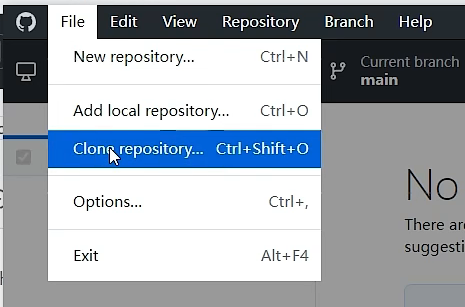 File Edit View Repository Branch Help
New repository... Ctrl+N
Current branch
main
Add local repository... Ctrl+O
Clone repository... Ctrl+Shift+O
Options... Ctrl+,
No
There are
suggesti
Exit Alt+F4